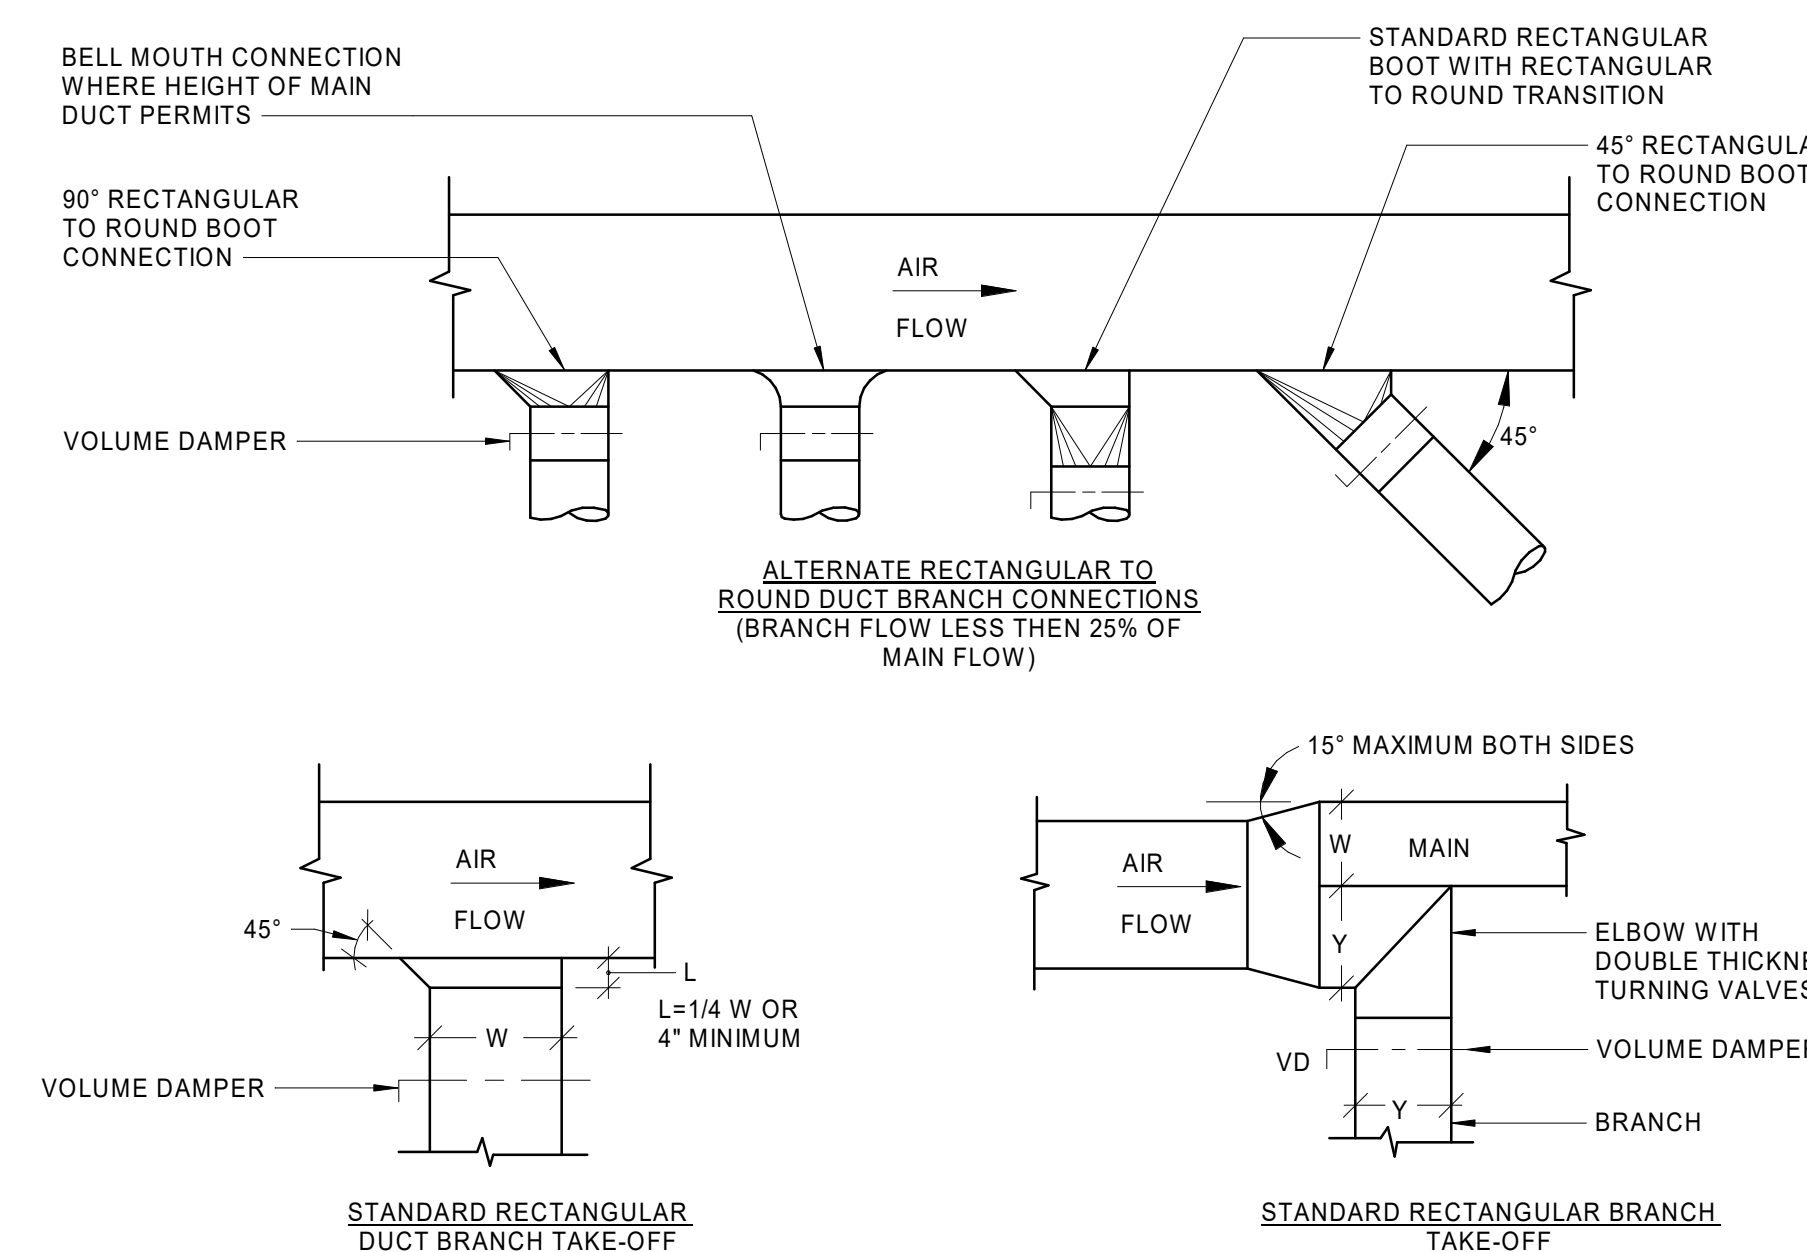 BELL MOUTH CONNECTION
WHERE HEIGHT OF MAIN
DUCT PERMITS
STANDARD RECTANGULAR
BOOT WITH RECTANGULAR
TO ROUND TRANSITION
45° RECTANGULA
TO ROUND BOOT
CONNECTION
90° RECTANGULAR
TO ROUND BOOT
CONNECTION
AIR
FLOW
VOLUME DAMPER
45°
ALTERNATE RECTANGULAR TO
ROUND DUCT BRANCH CONNECTIONS
(BRANCH FLOW LESS THEN 25% OF
MAIN FLOW)
AIR
FLOW
45°
L
L=1/4 W OR
4" MINIMUM
W
VOLUME DAMPER
STANDARD RECTANGULAR
DUCT BRANCH TAKE-OFF
15° MAXIMUM BOTH SIDES
W
MAIN
AIR
FLOW
Y
ELBOW WITH
DOUBLE THICKNE
TURNING VALVES
VD
VOLUME DAMPER
Y
BRANCH
STANDARD RECTANGULAR BRANCH
TAKE-OFF